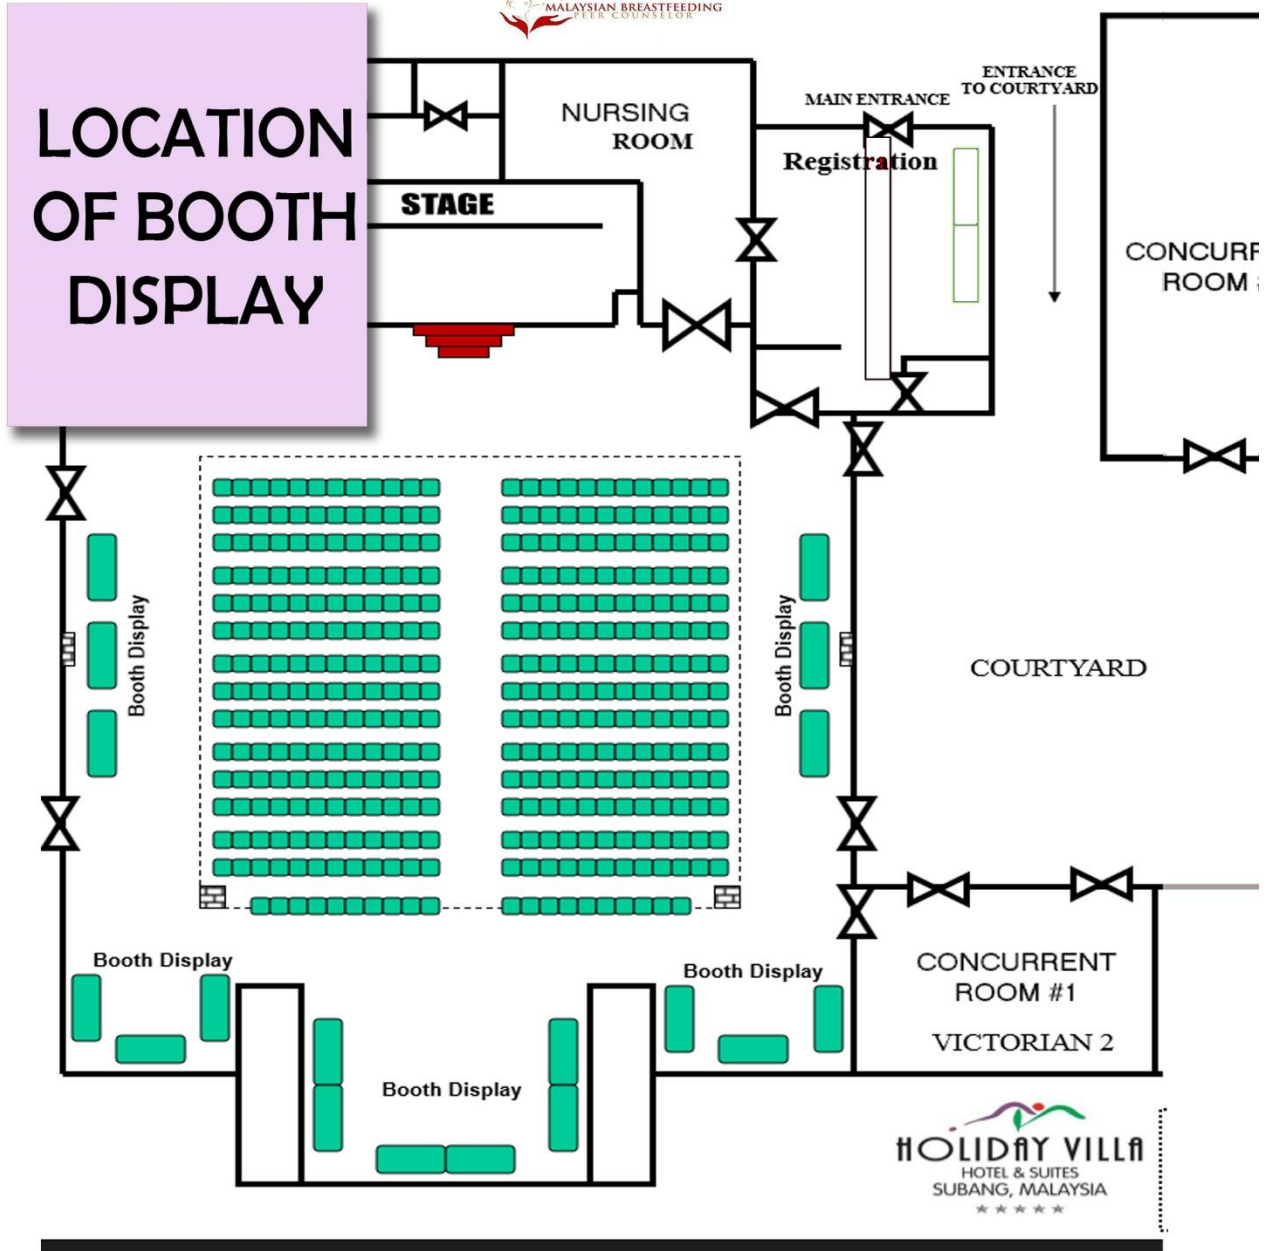 MALAYSIAN BREASTFEEDING
PEER COUNSELOR
LOCATION
OF BOOTH
DISPLAY
NURSING
ROOM
STAGE
MAIN ENTRANCE
Registration
ENTRANCE
TO COURTYARD
CONCURR
ROOM
Booth Display
Booth Display
COURTYARD
Booth Display
Booth Display
Booth Display
CONCURRENT
ROOM #1
VICTORIAN 2
HOLIDAY VILLA
HOTEL & SUITES
SUBANG, MALAYSIA